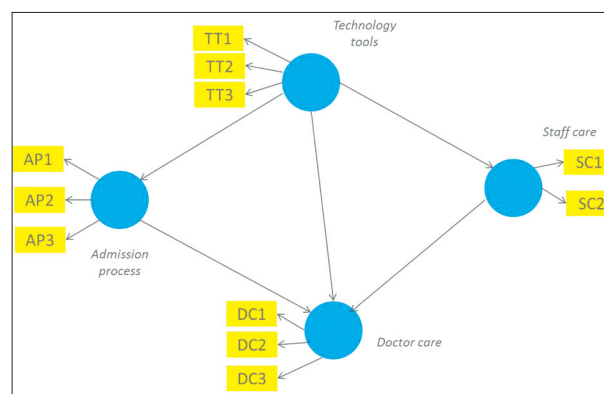 Technology
tools
TT1
TT2
TT3
Staff care
SC1
SC2
AP1
AP2
AP3
Admission
process
DC1
DC2
DC3
Doctor care